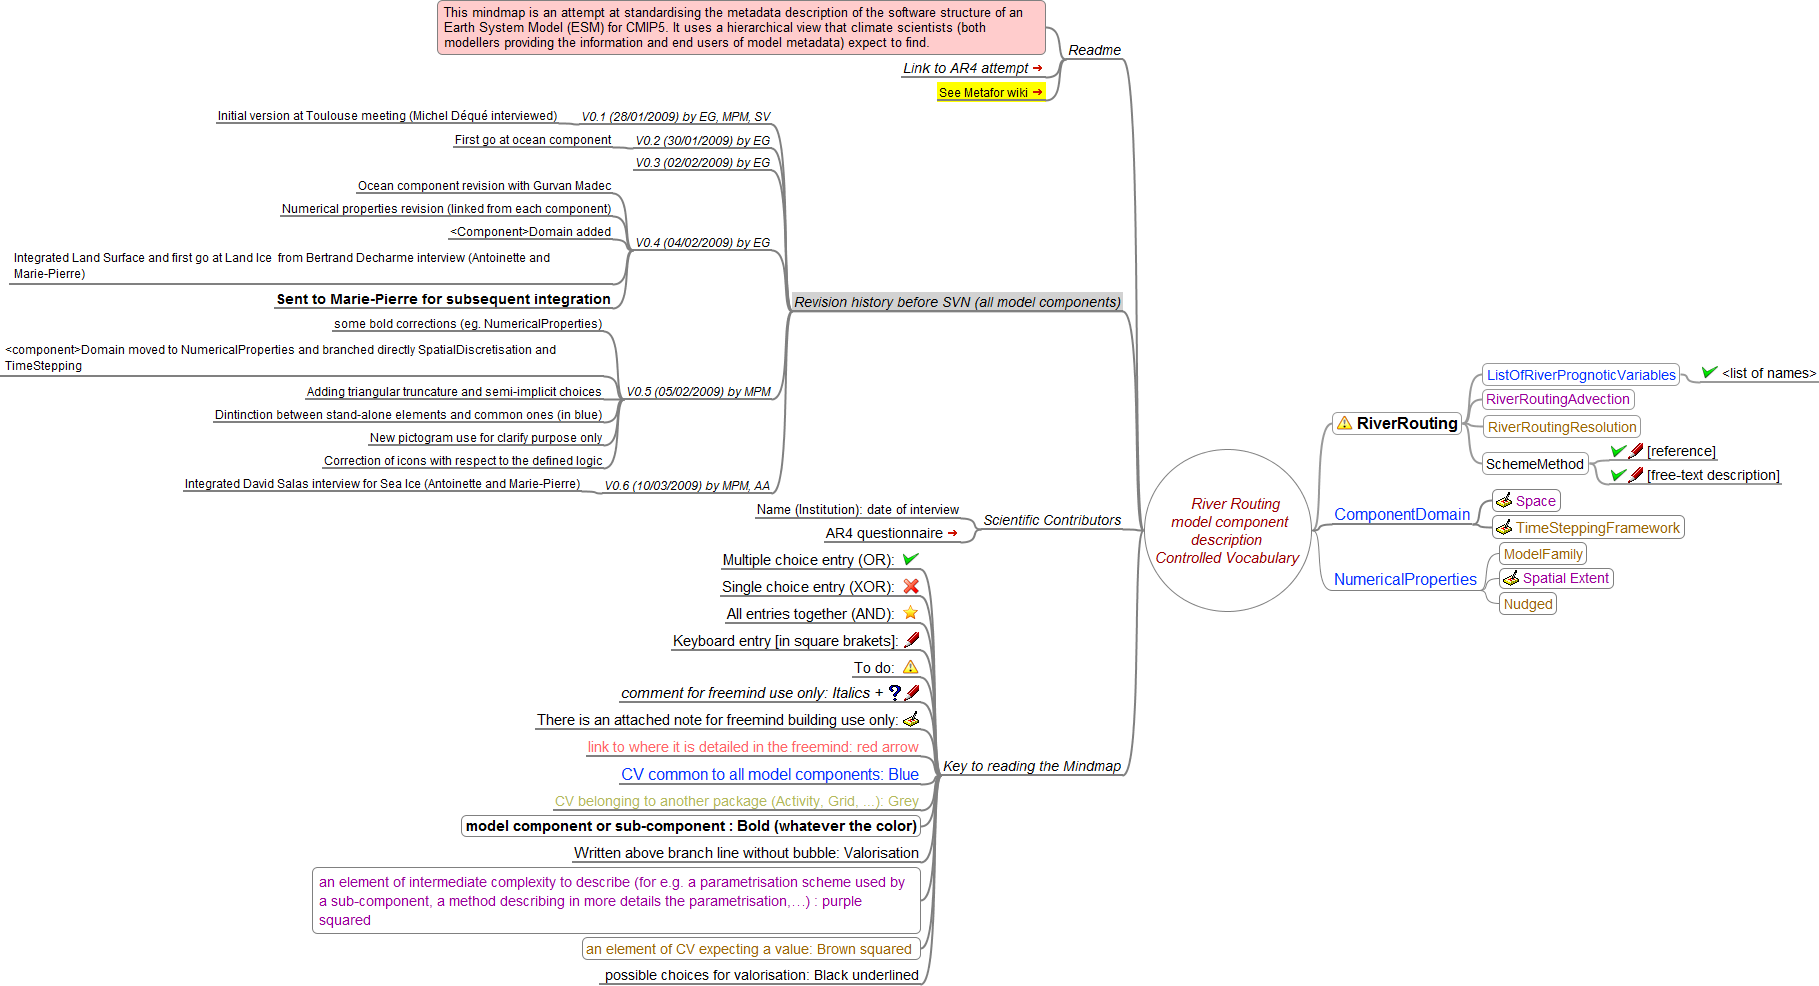 This mindmap is an attempt at standardising the metadata description of the software structure of an
Earth System Model (ESM) for CMIP5. It uses a hierarchical view that climate scientists (both
modellers providing the information and end users of model metadata) expect to find.
Readme
Link to AR4 attempt
See Metafor wiki
Initial version at Toulouse meeting (Michel Déqué interviewed)
V0.1 (28/01/2009) by EG, MPM, SV
First go at ocean component
V0.2 (30/01/2009) by EG
V0.3 (02/02/2009) by EG
Ocean component revision with Gurvan Madec
Numerical properties revision (linked from each component)
<Component>Domain added
V0.4 (04/02/2009) by EG
Integrated Land Surface and first go at Land Ice  from Bertrand Decharme interview (Antoinette and
Marie-Pierre)
Sent to Marie-Pierre for subsequent integration
Revision history before SVN (all model components)
some bold corrections (eg. NumericalProperties)
<component>Domain moved to NumericalProperties and branched directly SpatialDiscretisation and
TimeStepping
Adding triangular truncature and semi-implicit choices
V0.5 (05/02/2009) by MPM
Dintinction between stand-alone elements and common ones (in blue)
New pictogram use for clarify purpose only
Correction of icons with respect to the defined logic
Integrated David Salas interview for Sea Ice (Antoinette and Marie-Pierre)
V0.6 (10/03/2009) by MPM, AA
Name (Institution): date of interview
Scientific Contributors
AR4 questionnaire
Multiple choice entry (OR):
Single choice entry (XOR):
All entries together (AND):
Keyboard entry [in square brakets]:
To do:
comment for freemind use only: Italics +
There is an attached note for freemind building use only:
link to where it is detailed in the freemind: red arrow
Key to reading the Mindmap
CV common to all model components: Blue
CV belonging to another package (Activity, Grid, ...): Grey
model component or sub-component : Bold (whatever the color)
Written above branch line without bubble: Valorisation
an element of intermediate complexity to describe (for e.g. a parametrisation scheme used by
a sub-component, a method describing in more details the parametrisation,...) : purple
squared
an element of CV expecting a value: Brown squared
possible choices for valorisation: Black underlined
River Routing
model component
description
Controlled Vocabulary
RiverRouting
ListOfRiverPrognoticVariables
<list of names>
RiverRoutingAdvection
RiverRoutingResolution
SchemeMethod
[reference]
[free-text description]
ComponentDomain
Space
TimeSteppingFramework
NumericalProperties
ModelFamily
Spatial Extent
Nudged